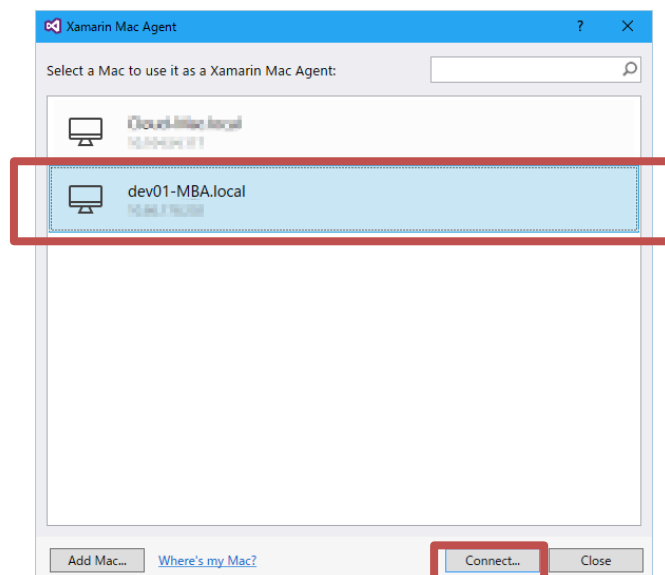 Xamarin Mac Agent
?
Select a Mac to use it as a Xamarin Mac Agent:
dev01-MBA.local
Add Mac...
Where's my Mac?
Connect...
Close